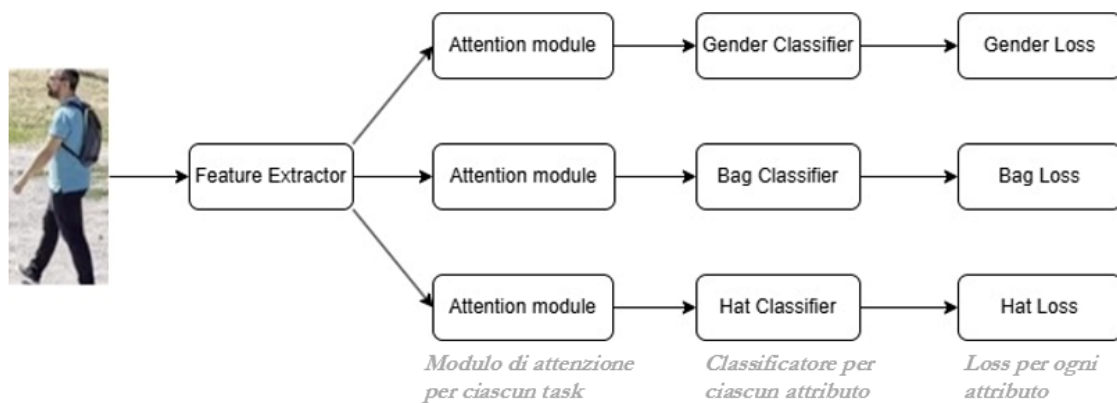 Attention module
Gender Classifier
Gender Loss
Feature Extractor
Attention module
Bag Classifier
Bag Loss
Attention module
Hat Classifier
Hat Loss
Modulo di attenzione
per ciascun task
Classificatore per
ciascun attributo
Loss per ogni
attributo